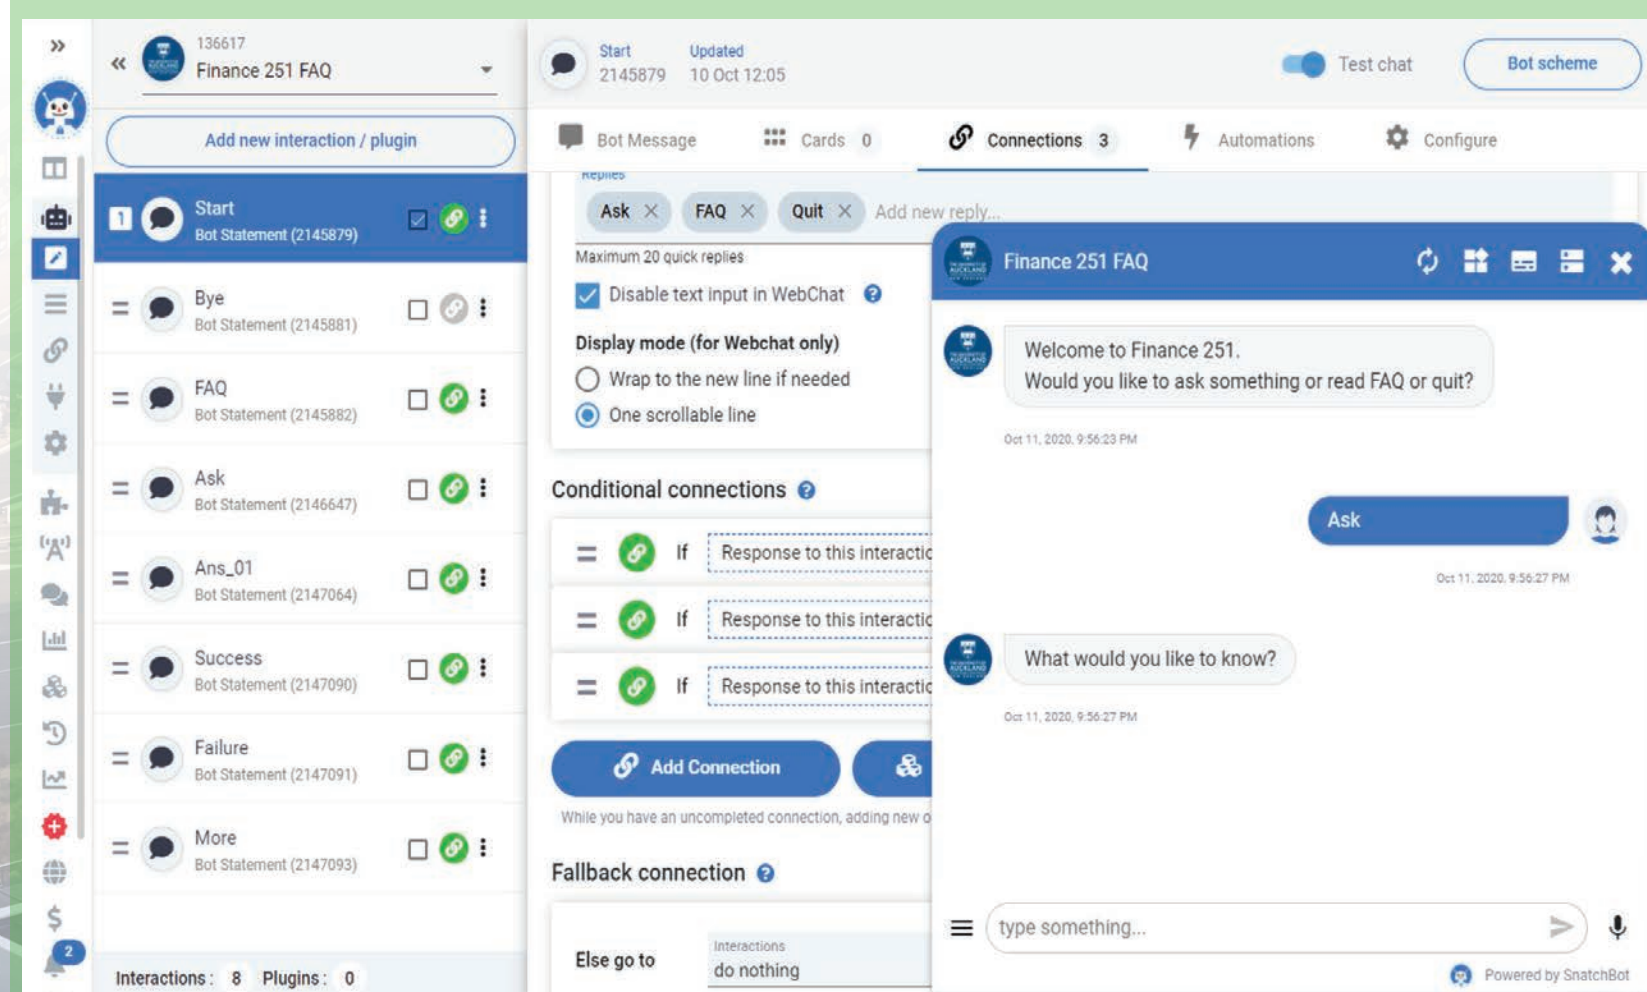 136617
Finance 251 FAQ
Add new interaction / plugin
1
Start
Bot Statement (2145879)
Bye
Bot Statement (2145881)
FAQ
Bot Statement (2145882)
Ask
Bot Statement (2146647)
Ans_01
Bot Statement (2147064)
Success
Bot Statement (2147090)
Failure
Bot Statement (2147091)
More
Bot Statement (2147093)
2
Interactions : 8 Plugins : 0
Start Updated
2145879 10 Oct 12:05
Test chat
Bot scheme
Bot Message
Cards 0
Connections 3
Automations
Configure
Replies
Ask FAQ Quit Add new reply...
Maximum 20 quick replies
Disable text input in WebChat
Display mode (for Webchat only)
Wrap to the new line if needed
One scrollable line
Conditional connections
If Response to this interactio
If Response to this interactio
If Response to this interactio
Add Connection
While you have an uncompleted connection, adding new o
Fallback connection
Else go to
Interactions
do nothing
Finance 251 FAQ
Welcome to Finance 251.
Would you like to ask something or read FAQ or quit?
Oct 11, 2020, 9:56:23 PM
Ask
Oct 11, 2020, 9:56:27 PM
What would you like to know?
Oct 11, 2020, 9:56:27 PM
type something...
Powered by SnatchBot